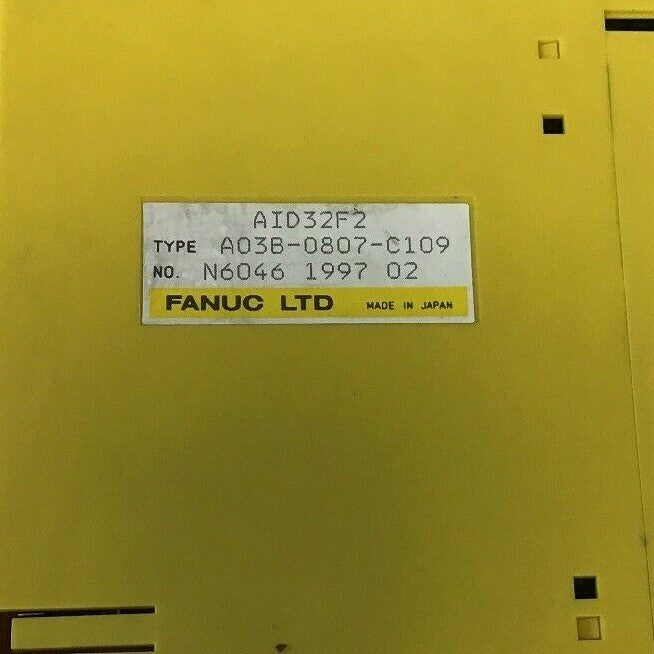 AID32F2
TYPE A03B-0807-C109
NO. N6046 1997 02
FANUC LTD MADE IN JAPAN